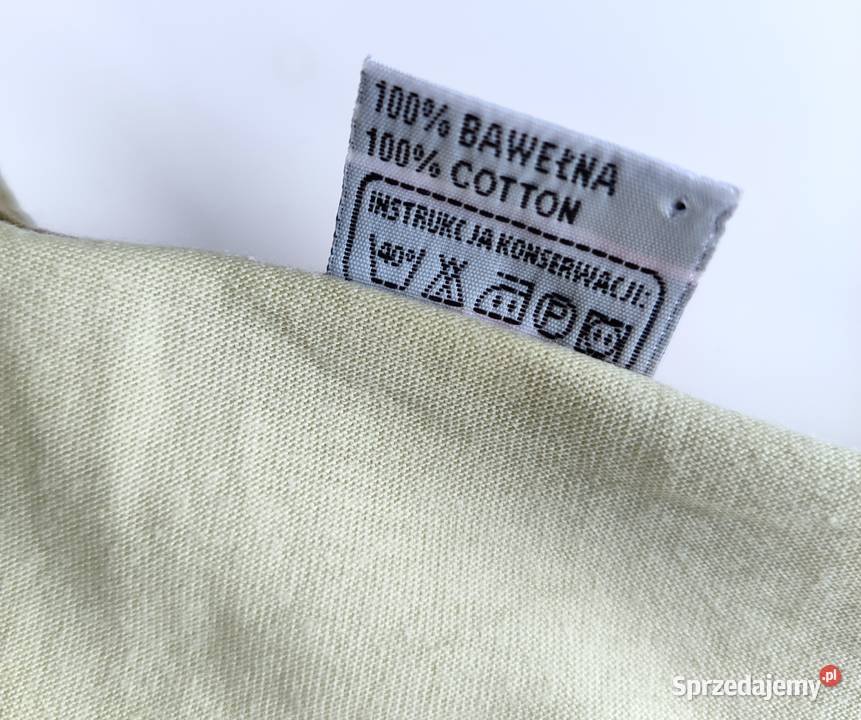 100% BAWEŁNA
100% COTTON
INSTRUKCJA KONSERWACJI:
40° P
Sprzedajemy.pl